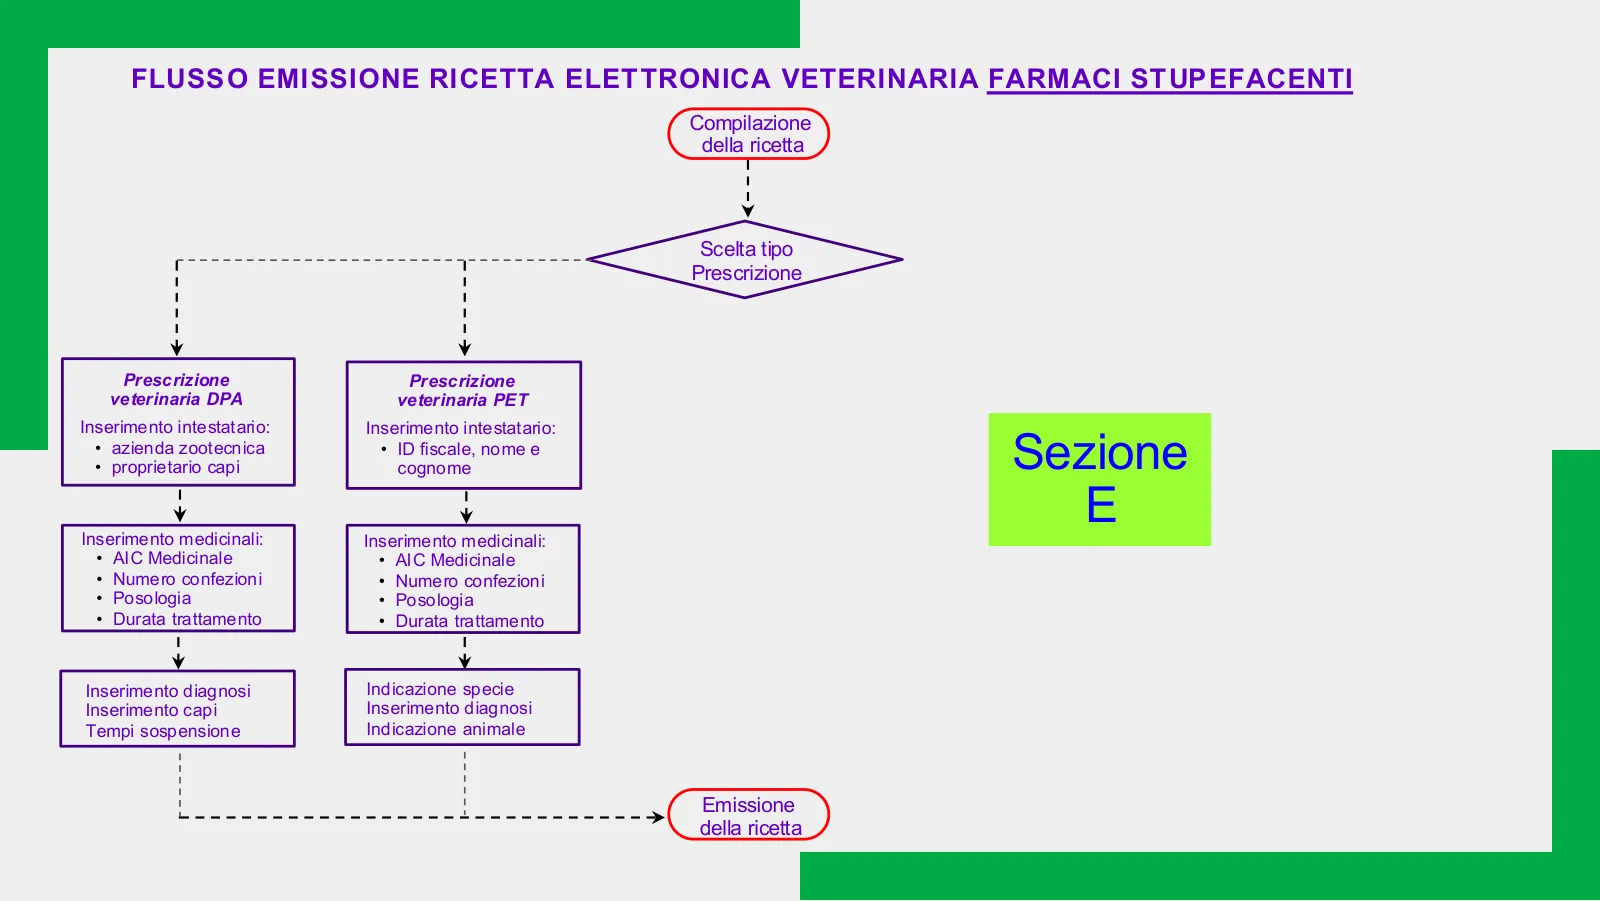 FLUSSO EMISSIONE RICETTA ELETTRONICA VETERINARIA FARMACI STUPEFACENTI
Compilazione
della ricetta
Scelta tipo
Prescrizione
Prescrizione
veterinaria DPA
Inserimento intestatario:
• azienda zootecnica
• proprietario capi
Inserimento medicinali:
• AIC Medicinale
• Numero confezioni
• Posologia
• Durata trattamento
Inserimento diagnosi
Inserimento capi
Tempi sospensione
Prescrizione
veterinaria PET
Inserimento intestatario:
• ID fiscale, nome e
cognome
Inserimento medicinali:
• AIC Medicinale
• Numero confezioni
• Posologia
• Durata trattamento
Indicazione specie
Inserimento diagnosi
Indicazione animale
Sezione
E
Emissione
della ricetta